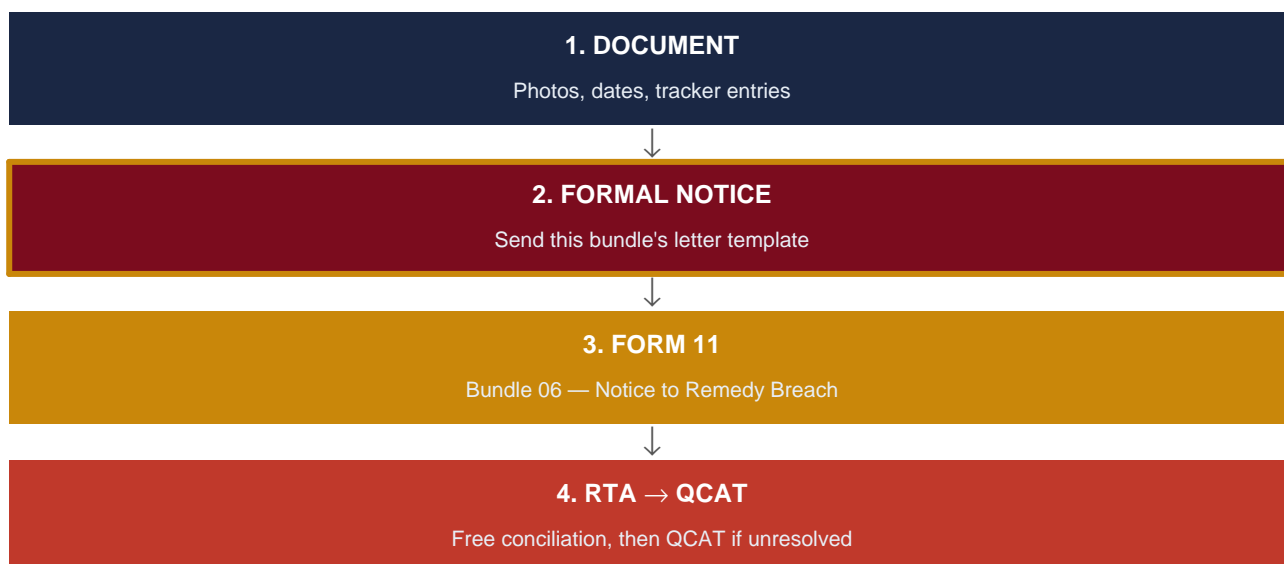 1. DOCUMENT
Photos, dates, tracker entries
↓
2. FORMAL NOTICE
Send this bundle's letter template
↓
3. FORM 11
Bundle 06 — Notice to Remedy Breach
↓
4. RTA → QCAT
Free conciliation, then QCAT if unresolved